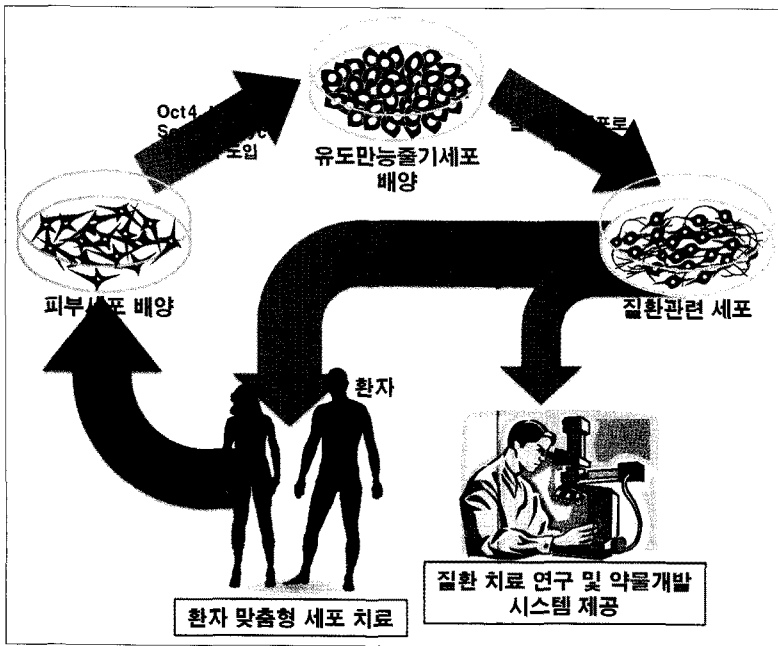 Oct4
도입
유도만능줄기세포
배양
피부세포 배양
질환관련 세포
환자
환자 맞춤형 세포 치료
질환 치료 연구 및 약물개발
시스템 제공